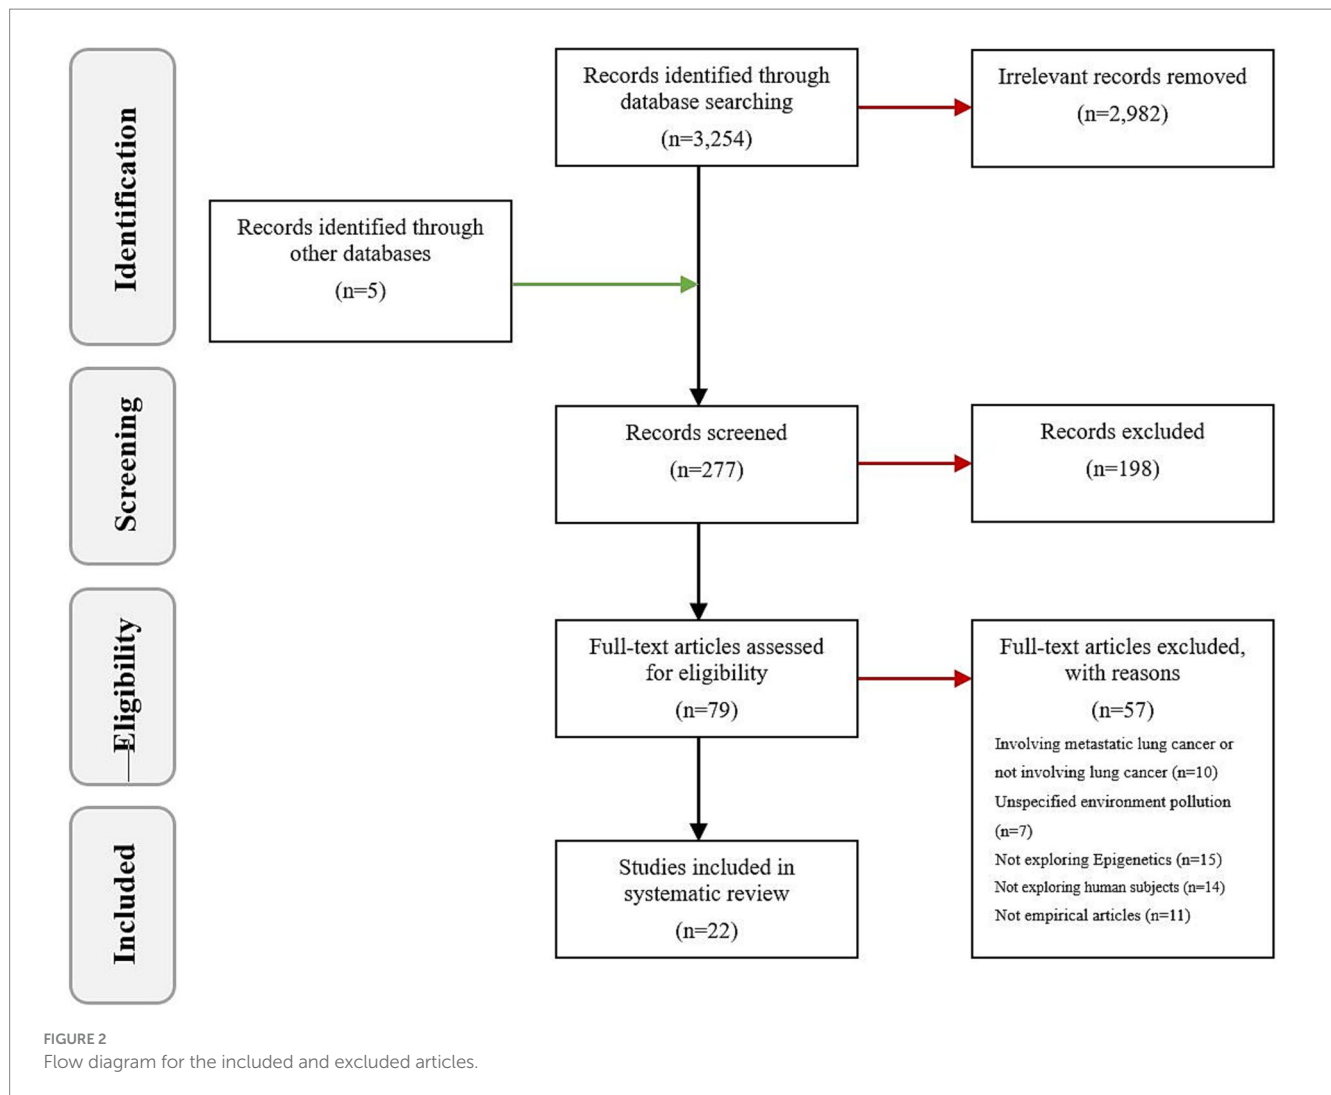 Identification
Records identified through
database searching
(n=3,254)
Irrelevant records removed
(n=2,982)
Records identified through
other databases
(n=5)
Screening
Records screened
(n=277)
Records excluded
(n=198)
Eligibility
Full-text articles assessed
for eligibility
(n=79)
Full-text articles excluded,
with reasons
(n=57)
Involving metastatic lung cancer or
not involving lung cancer (n=10)
Unspecified environment pollution
(n=7)
Not exploring Epigenetics (n=15)
Not exploring human subjects (n=14)
Not empirical articles (n=11)
Included
Studies included in
systematic review
(n=22)
FIGURE 2
Flow diagram for the included and excluded articles.